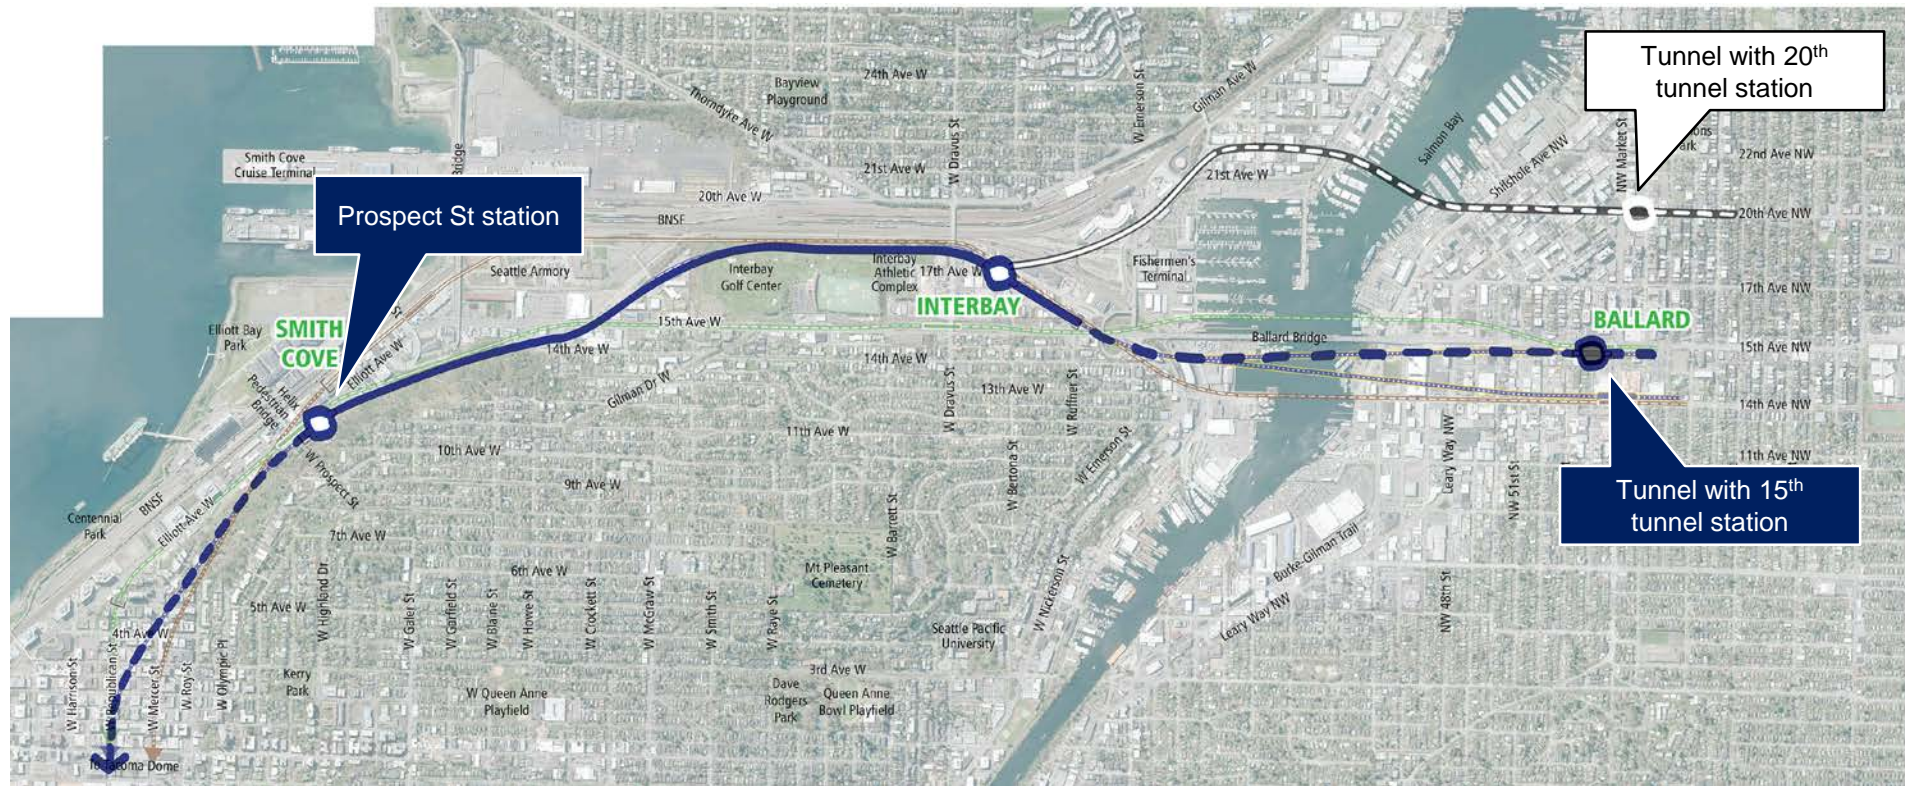 Tunnel with 20th
tunnel station
24th Ave W
Bayview
Playground
Thorndyke Ave W
W Dravus St
W Emerson St
Gilman Ave W
Salmon Bay
NW Market St
Park
22nd Ave NW
Smith Cove
Cruise Terminal
Bridge
21st Ave W
21st Ave W
Shilshole Ave NW
20th Ave W
20th Ave NW
Prospect St station
BNSF
Seattle Armory
Interbay
Golf Center
Interbay
Athletic
Complex
17th Ave W
INTERBAY
Fishermen's
Terminal
17th Ave NW
Elliott Bay
Park
SMITH
COVE
St
Elliott Ave W
15th Ave W
14th Ave W
14th Ave W
Ballard Bridge
BALLARD
15th Ave NW
Helix
Pedestrian
Bridge
Gilman Dr W
13th Ave W
W Dravus St
W Ruffner St
14th Ave NW
W Prospect St
10th Ave W
11th Ave W
W Emerson St
Leary Way NW
11th Ave NW
9th Ave W
W Bertona St
NW 51st St
Tunnel with 15th
tunnel station
BNSF
Centennial
Park
Elliott Ave W
7th Ave W
W Barrett St
Burke-Gilman Trail
6th Ave W
Mt Pleasant
Cemetery
5th Ave W
W Highland Dr
W Galer St
W Garfield St
W Blaine St
W Howe St
W Crockett St
W McGraw St
W Smith St
W Raye St
W Nickerson St
NW 48th St
Leary Way NW
4th Ave W
Seattle Pacific
University
W Harrison St
W Republican St
W Mercer St
W Roy St
W Olympic Pl
Kerry
Park
3rd Ave W
W Queen Anne
Playfield
Dave
Rodgers
Park
Queen Anne
Bowl Playfield
To Tacoma Dome